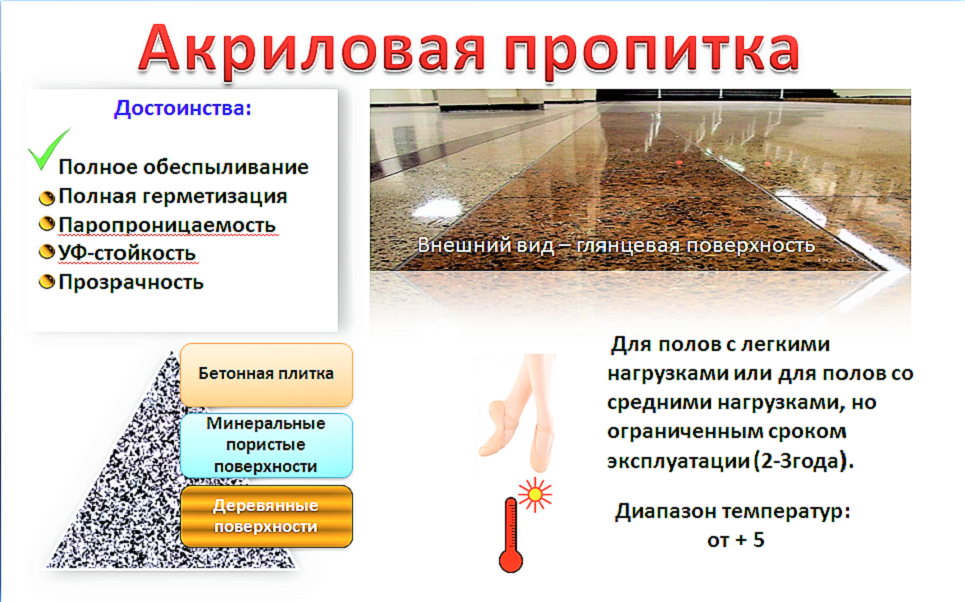 Акриловая пропитка
Достоинства:
Полное обеспыливание
Полная герметизация
Паропроницаемость
УФ-стойкость
Прозрачность
Внешний вид – глянцевая поверхность
Бетонная плитка
Минеральные
пористые
поверхности
Деревянные
поверхности
Для полов с легкими
нагрузками или для полов со
средними нагрузками, но
ограниченным сроком
эксплуатации (2-3года).
Диапазон температур:
от + 5